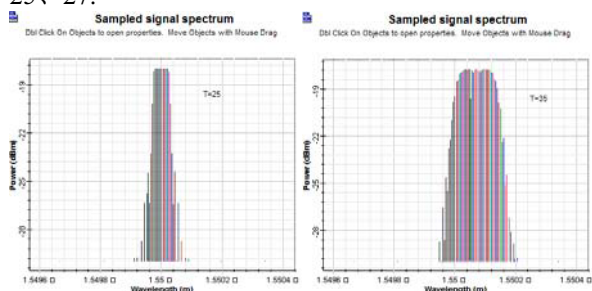 25、27.
Sampled signal spectrum
Dbl Click On Objects to open properties. Move Objects with Mouse Drag
T=25
-19
-22
-25
-28
Power (dBm)
1.5496 1.5498 1.55 1.5502 1.5504
Wavelength (m)
Sampled signal spectrum
Dbl Click On Objects to open properties. Move Objects with Mouse Drag
T=35
-19
-22
-25
-28
Power (dBm)
1.5496 1.5498 1.55 1.5502 1.5504
Wavelength (m)